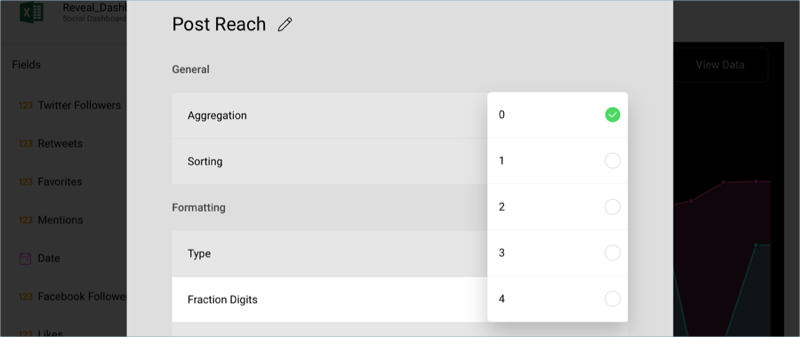 Reveal_Dashl
Social Dashboard
Fields
123 Twitter Followers
123 Retweets
123 Favorites
123 Mentions
Date
123 Facebook Followe
123 Likes
Post Reach
General
Aggregation
Sorting
Formatting
Type
Fraction Digits
0
1
2
3
4
View Data